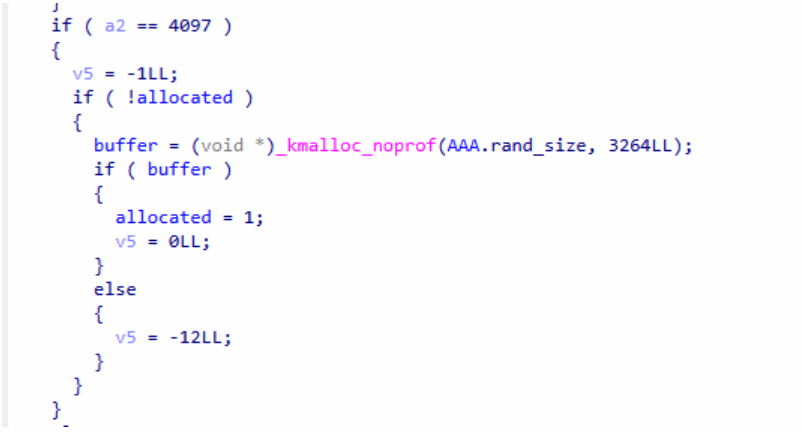 }
if ( a2 == 4097 )
{
v5 = -1LL;
if ( !allocated )
{
buffer = (void *)_kmalloc_noprof(AAA.rand_size, 3264LL);
if ( buffer )
{
allocated = 1;
v5 = 0LL;
}
else
{
v5 = -12LL;
}
}
}